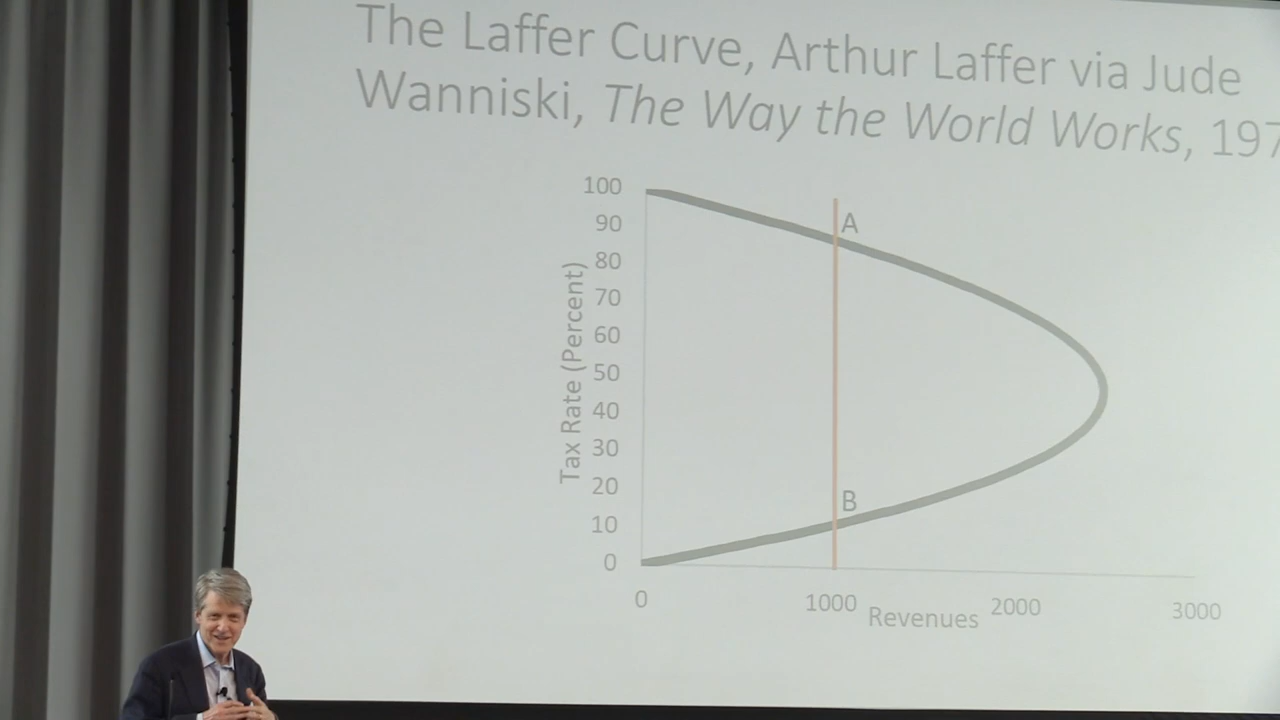 The Laffer Curve, Arthur Laffer via Jude
Wanniski, The Way the World Works, 197
100
90
80
70
60
50
40
30
20
10
0
Tax Rate (Percent)
A
B
0
1000
2000
3000
Revenues